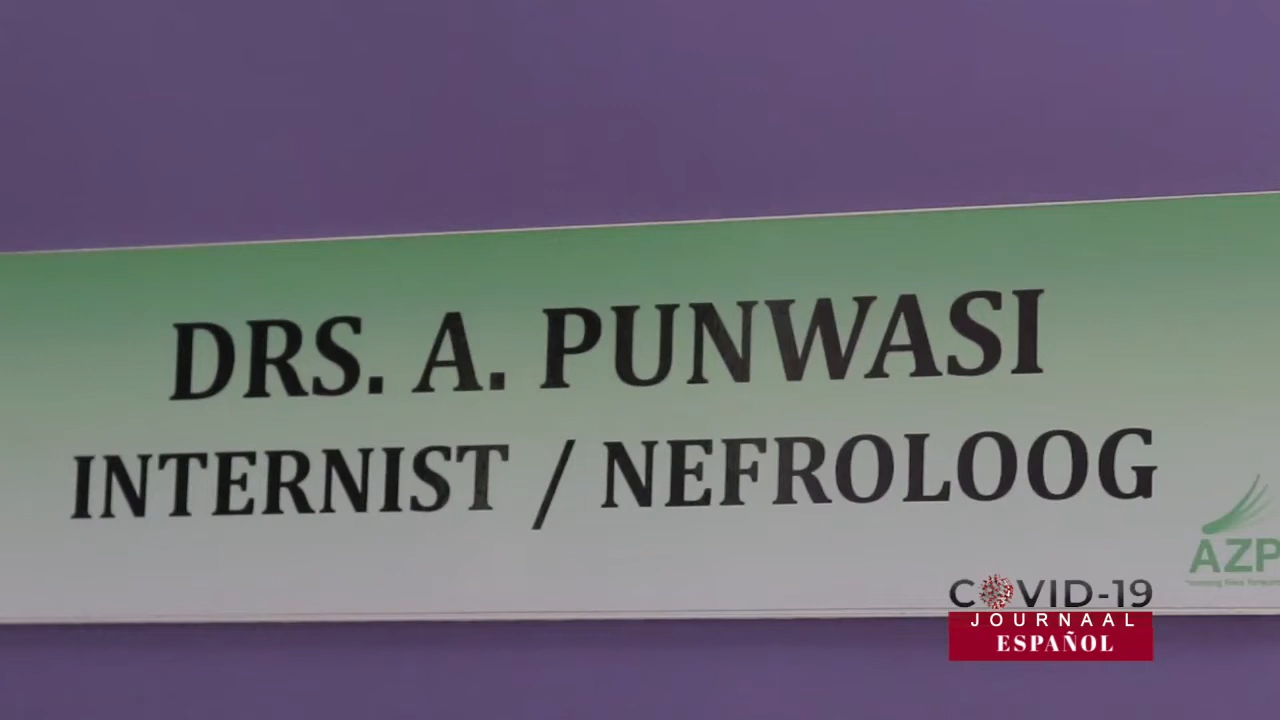 DRS. A. PUNWASI
INTERNIST / NEFROLOOG
AZP
COVID-19
JOURNAAL
ESPAÑOL